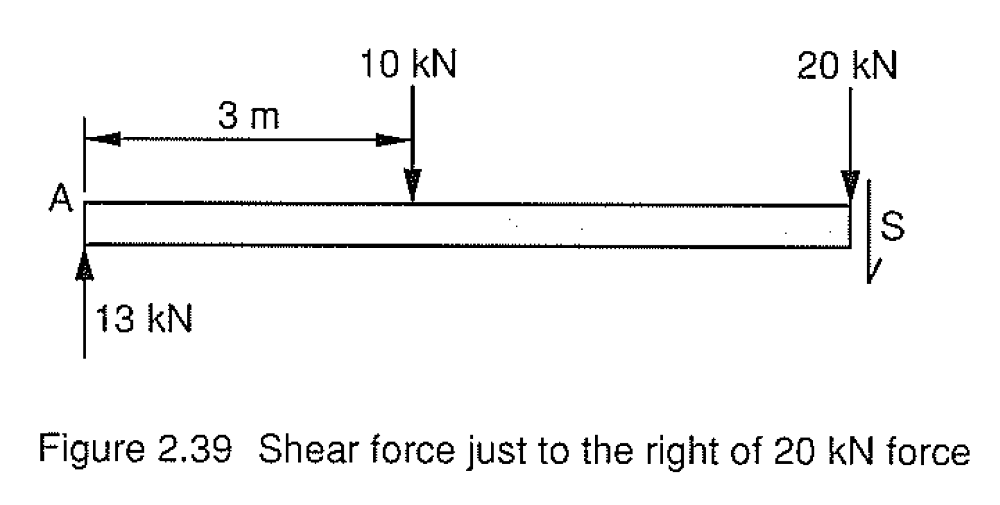 10 kN
20 kN
3 m
A
S
13 kN
Figure 2.39 Shear force just to the right of 20 kN force